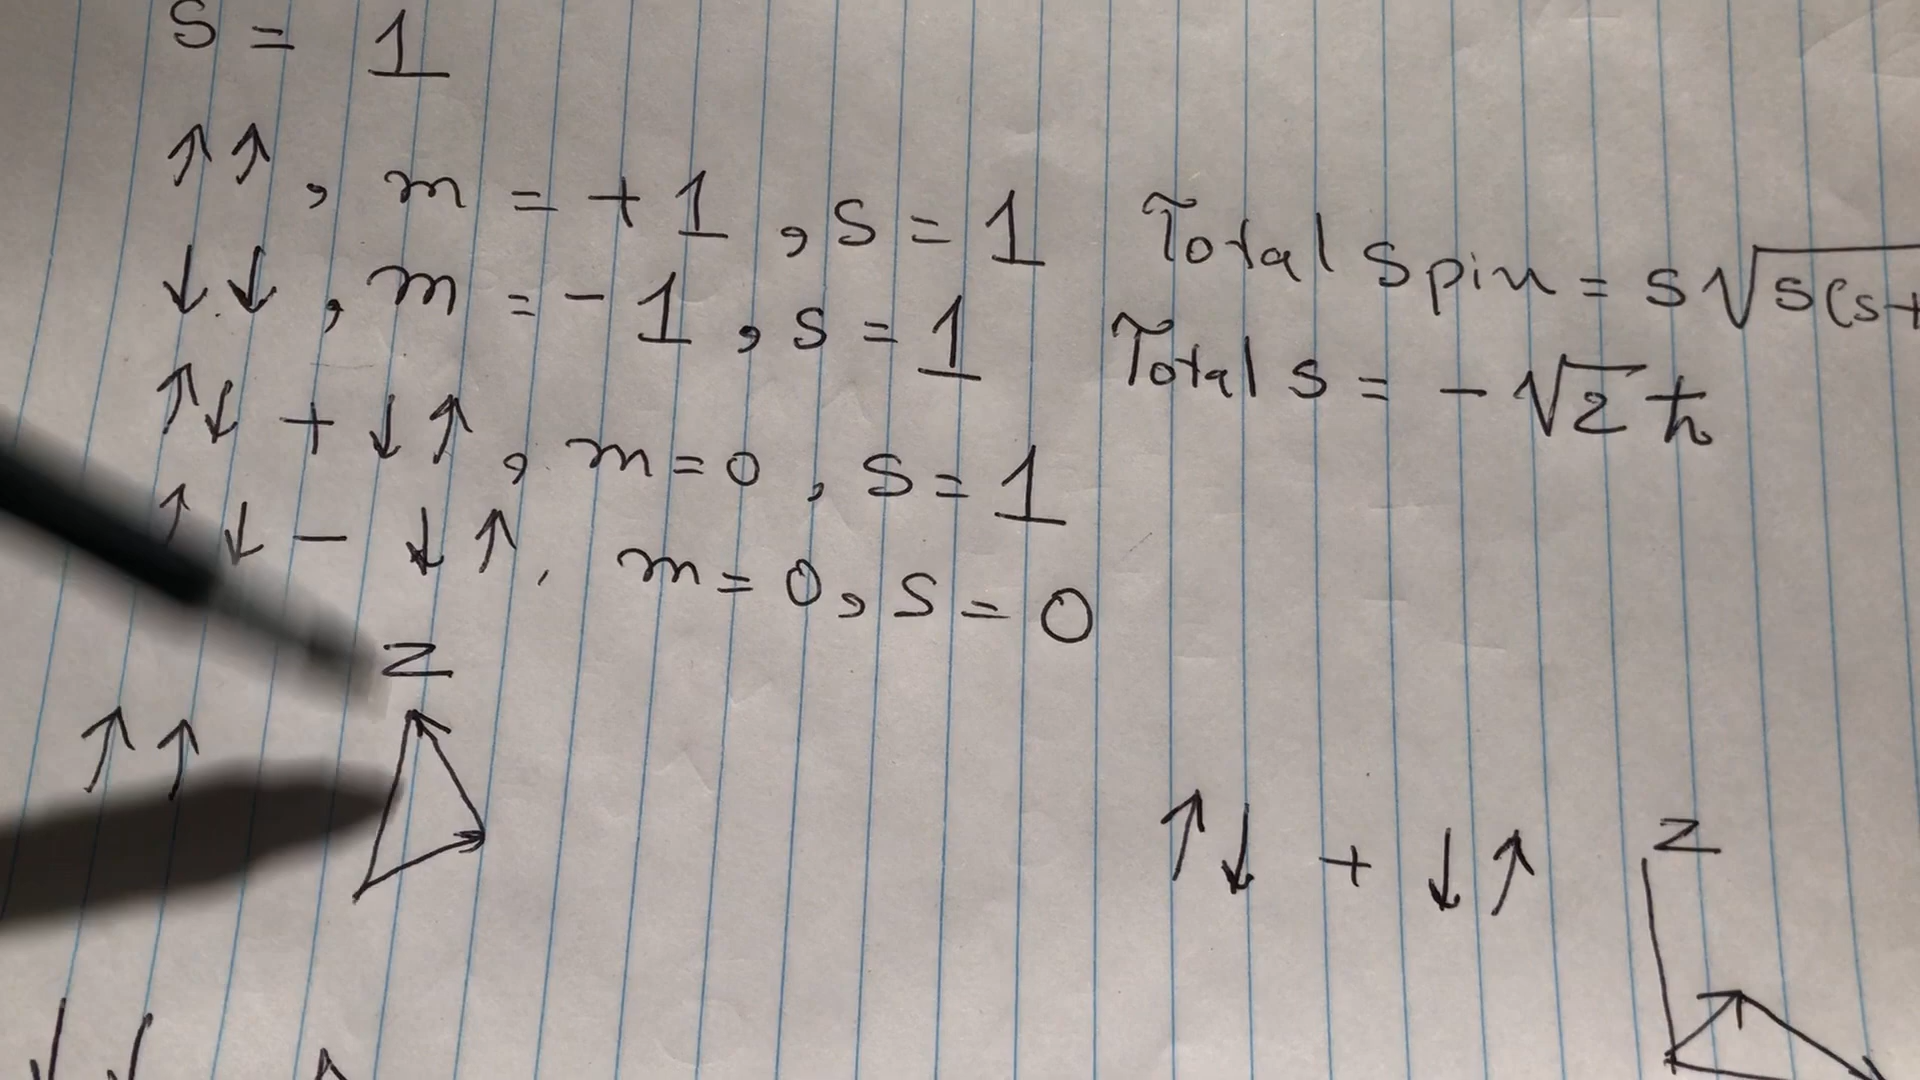 S = 1
↑↑, m = +1, S = 1 Total Spin = S√S(S+
↓↓, m = -1, S = 1 Total S = -√2 ħ
↑↓ + ↓↑, m = 0, S = 1
↑↓ - ↓↑, m = 0, S = 0
Z
↑↑
↑↓ + ↓↑ Z
↓↓